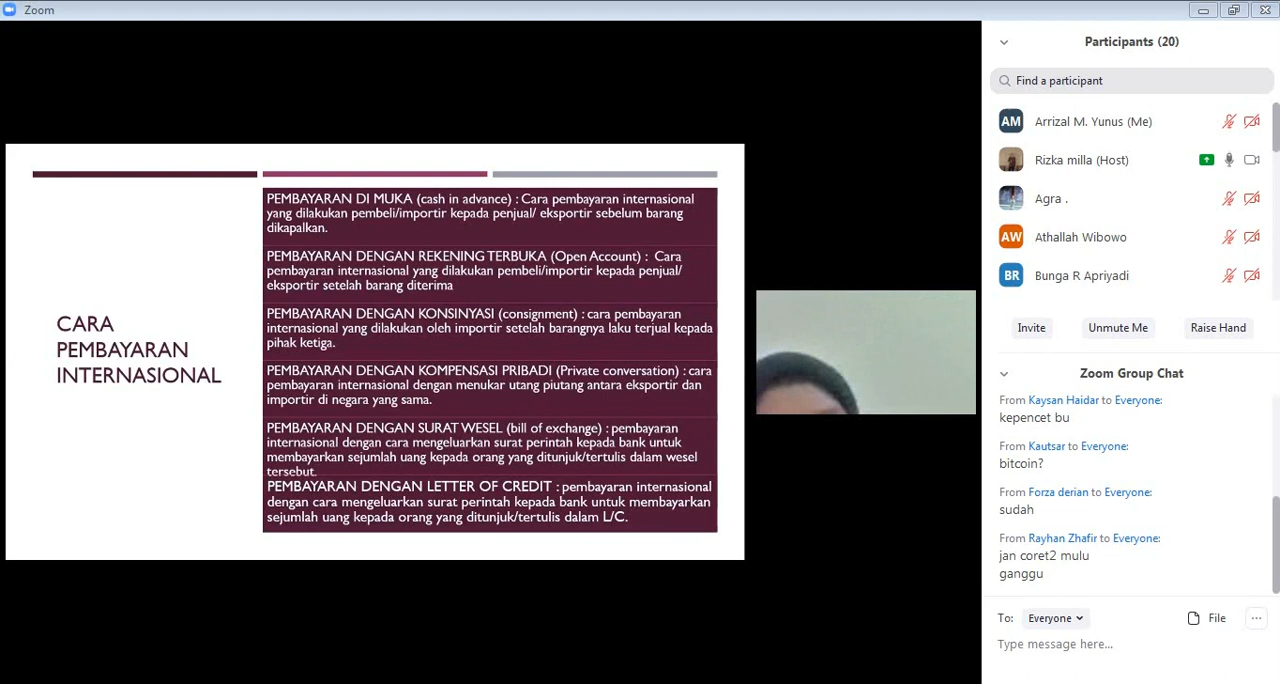 Zoom
CARA
PEMBAYARAN
INTERNASIONAL
PEMBAYARAN DI MUKA (cash in advance) : Cara pembayaran internasional
yang dilakukan pembeli/importir kepada penjual/ eksportir sebelum barang
dikapalkan.
PEMBAYARAN DENGAN REKENING TERBUKA (Open Account) : Cara
pembayaran internasional yang dilakukan pembeli/importir kepada penjual/
eksportir setelah barang diterima
PEMBAYARAN DENGAN KONSINYASI (consignment) : cara pembayaran
internasional yang dilakukan oleh importir setelah barangnya laku terjual kepada
pihak ketiga.
PEMBAYARAN DENGAN KOMPENSASI PRIBADI (Private conversation) : cara
pembayaran internasional dengan menukar utang piutang antara eksportir dan
importir di negara yang sama.
PEMBAYARAN DENGAN SURAT WESEL (bill of exchange) : pembayaran
internasional dengan cara mengeluarkan surat perintah kepada bank untuk
membayarkan sejumlah uang kepada orang yang ditunjuk/tertulis dalam wesel
tersebut.
PEMBAYARAN DENGAN LETTER OF CREDIT : pembayaran internasional
dengan cara mengeluarkan surat perintah kepada bank untuk membayarkan
sejumlah uang kepada orang yang ditunjuk/tertulis dalam L/C.
Participants (20)
Find a participant
AM Arrizal M. Yunus (Me)
Rizka milla (Host)
Agra .
AW Athallah Wibowo
BR Bunga R Apriyadi
Invite Unmute Me Raise Hand
Zoom Group Chat
From Kaysan Haidar to Everyone:
kepencet bu
From Kautsar to Everyone:
bitcoin?
From Forza derian to Everyone:
sudah
From Rayhan Zhafir to Everyone:
jan coret2 mulu
ganggu
To: Everyone File ...
Type message here...